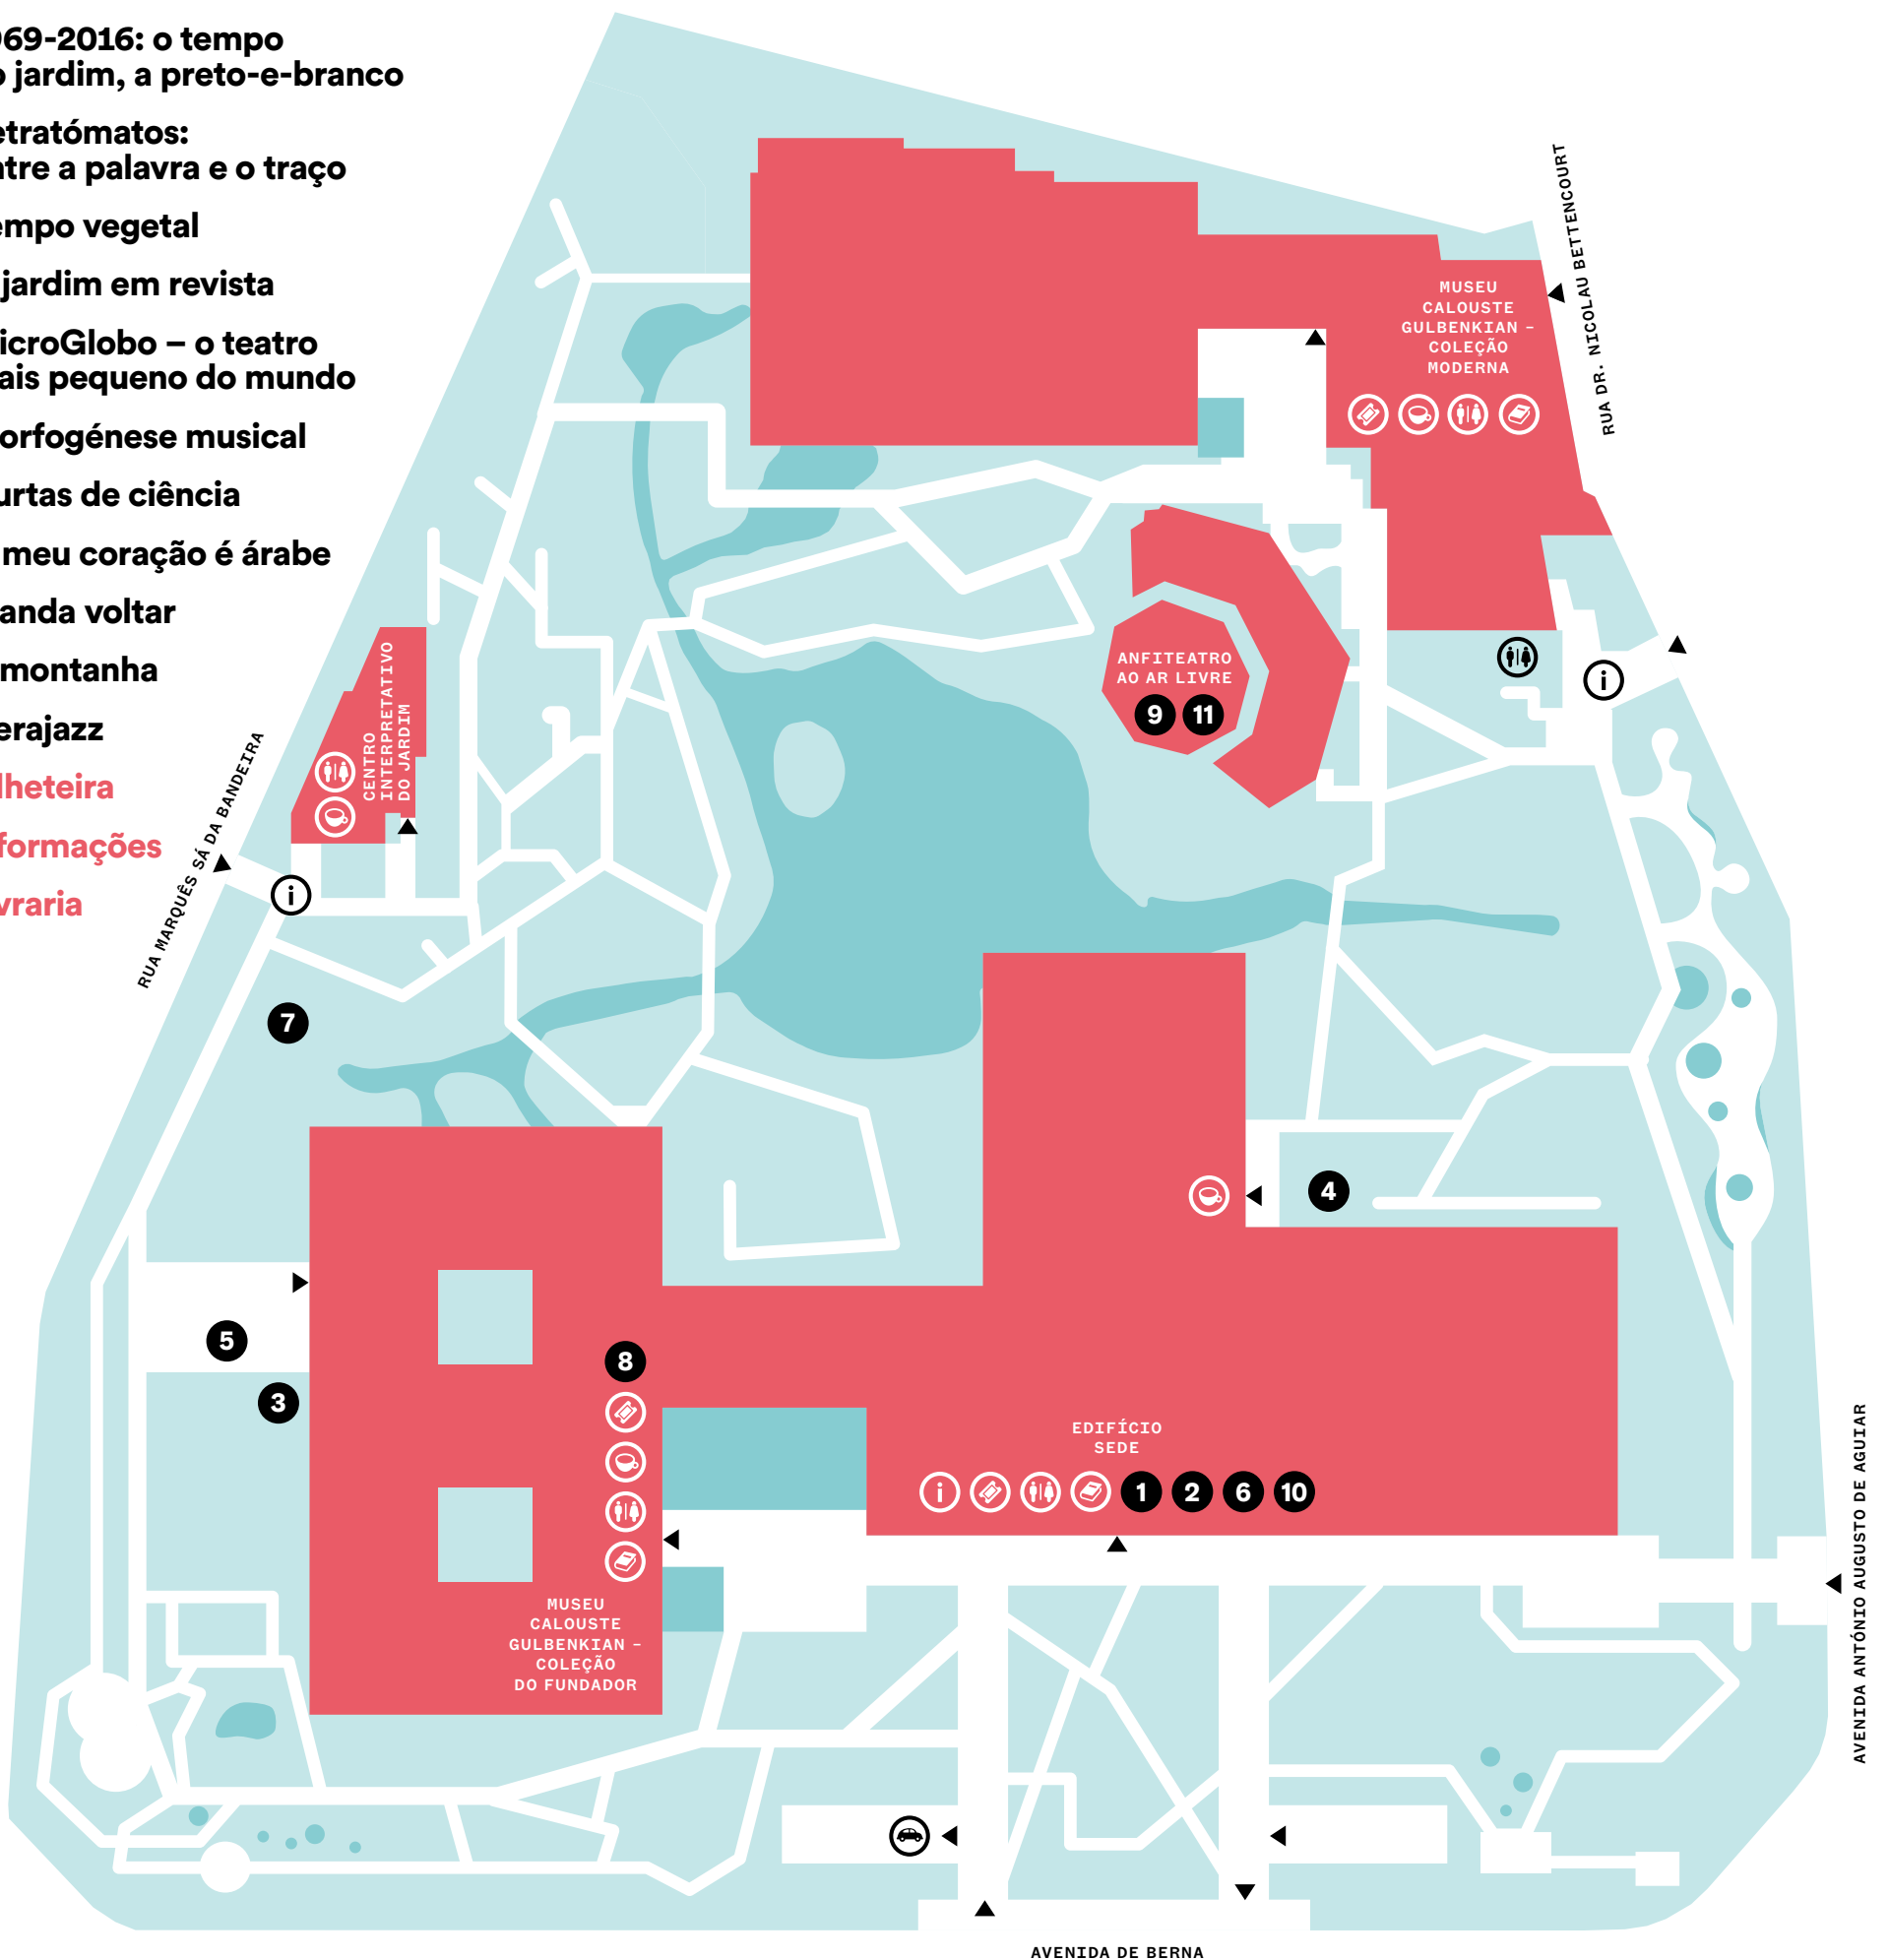 969-2016: o tempo
o jardim, a preto-e-branco
etratómatos:
ntre a palavra e o traço
empo vegetal
jardim em revista
icroGlobo – o teatro
ais pequeno do mundo
orfogénese musical
urtas de ciência
meu coração é árabe
anda voltar
montanha
erajazz
lheteira
formações
vraria
RUA DR. NICOLAU BETTENCOURT
MUSEU
CALOUSTE
GULBENKIAN –
COLEÇÃO
MODERNA
ANFITEATRO
AO AR LIVRE
9 11
i
CENTRO
INTERPRETATIVO
DO JARDIM
RUA MARQUÊS SÁ DA BANDEIRA
i
7
4
5
8
3
EDIFÍCIO
SEDE
i 1 2 6 10
MUSEU
CALOUSTE
GULBENKIAN –
COLEÇÃO
DO FUNDADOR
AVENIDA ANTÓNIO AUGUSTO DE AGUIAR
AVENIDA DE BERNA